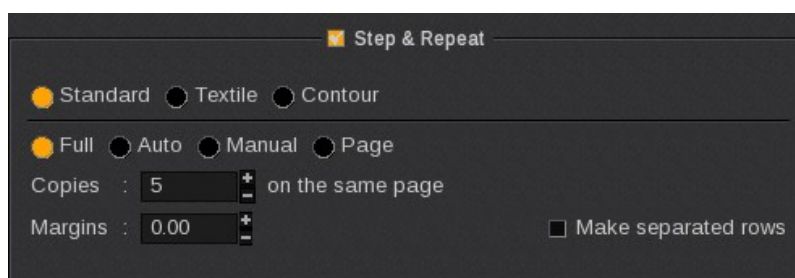 Step & Repeat
Standard Textile Contour
Full Auto Manual Page
Copies : 5 on the same page
Margins : 0.00 Make separated rows